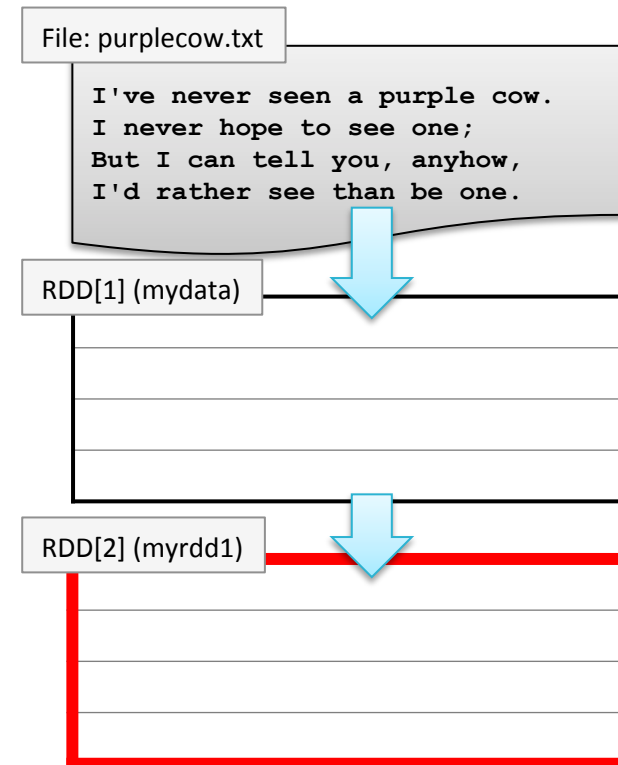 File: purplecow.txt
I've never seen a purple cow.
I never hope to see one;
But I can tell you, anyhow,
I'd rather see than be one.
RDD[1] (mydata)
RDD[2] (myrdd1)